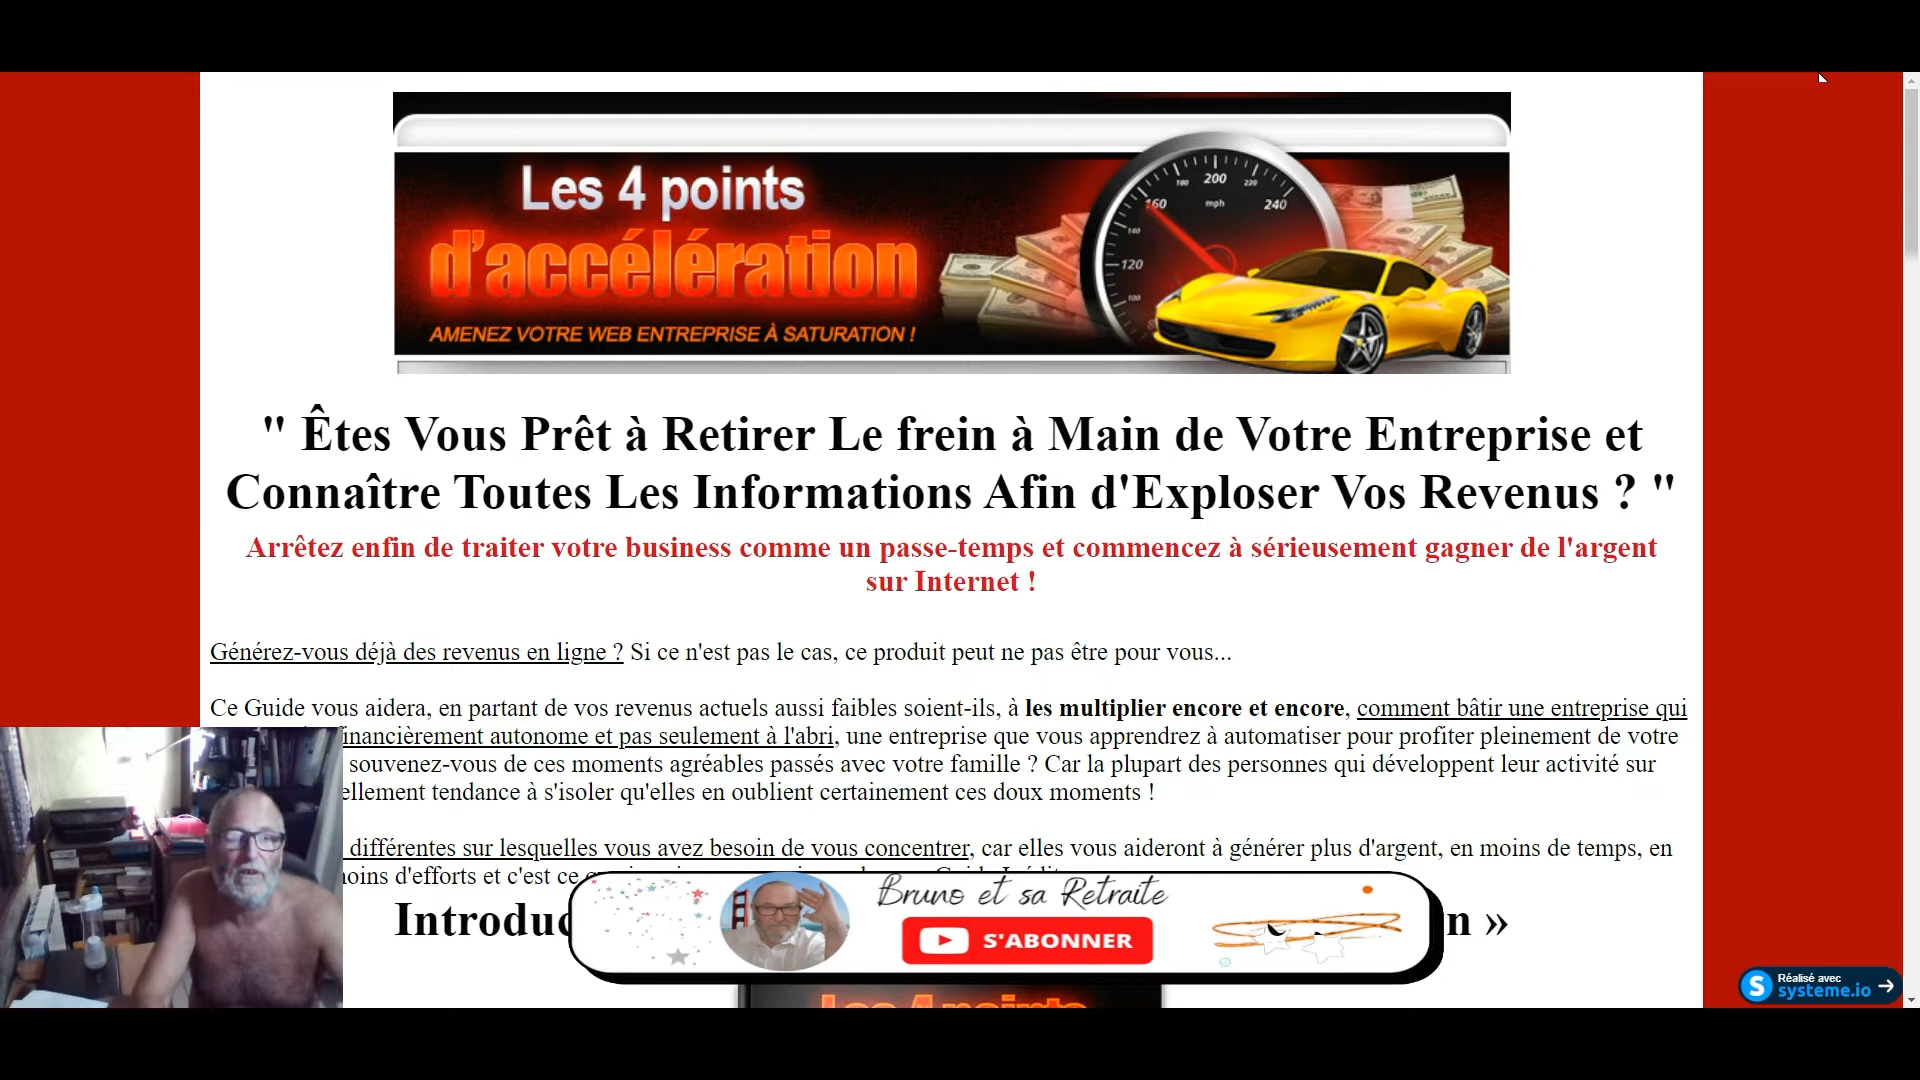 Les 4 points
d'accélération
AMENEZ VOTRE WEB ENTREPRISE À SATURATION !
100
120
140
160
180
200
220
240
mph
" Êtes Vous Prêt à Retirer Le frein à Main de Votre Entreprise et
Connaître Toutes Les Informations Afin d'Exploser Vos Revenus ? "
Arrêtez enfin de traiter votre business comme un passe-temps et commencez à sérieusement gagner de l'argent
sur Internet !
Générez-vous déjà des revenus en ligne ? Si ce n'est pas le cas, ce produit peut ne pas être pour vous...
Ce Guide vous aidera, en partant de vos revenus actuels aussi faibles soient-ils, à les multiplier encore et encore, comment bâtir une entreprise qui
financièrement autonome et pas seulement à l'abri, une entreprise que vous apprendrez à automatiser pour profiter pleinement de votre
souvenez-vous de ces moments agréables passés avec votre famille ? Car la plupart des personnes qui développent leur activité sur
ellement tendance à s'isoler qu'elles en oublient certainement ces doux moments !
différentes sur lesquelles vous avez besoin de vous concentrer, car elles vous aideront à générer plus d'argent, en moins de temps, en
moins d'efforts et c'est ce
Introduc
n »
Bruno et sa Retraite
S'ABONNER
Réalisé avec
systeme.io
Les 4 points